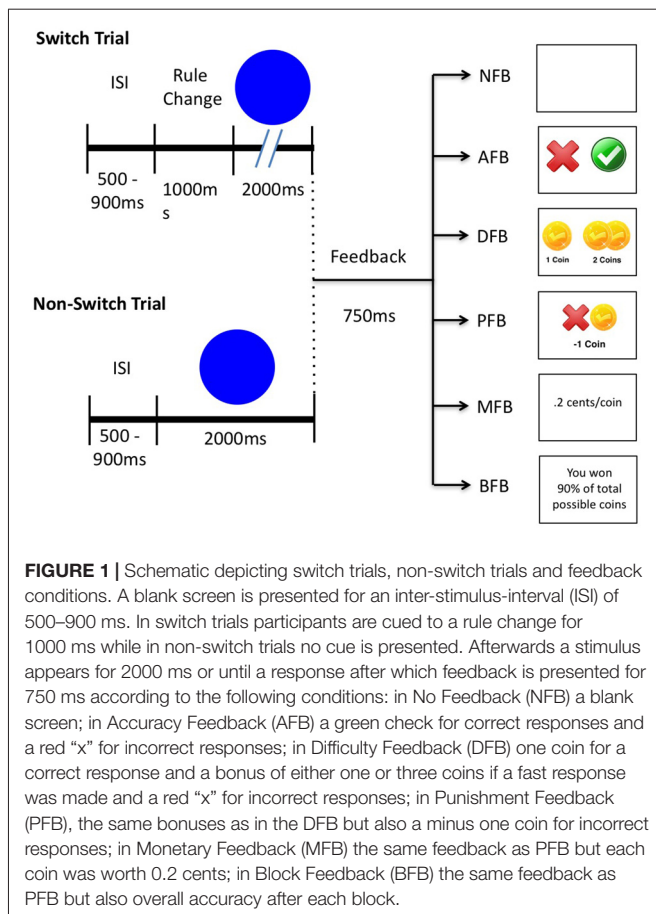 Switch Trial
ISI
Rule
Change
500 -
900ms
1000m
s
2000ms
Non-Switch Trial
ISI
500 -
900ms
2000ms
Feedback
750ms
NFB
AFB
DFB
1 Coin 2 Coins
PFB
-1 Coin
MFB
.2 cents/coin
BFB
You won
90% of total
possible coins
FIGURE 1 | Schematic depicting switch trials, non-switch trials and feedback
conditions. A blank screen is presented for an inter-stimulus-interval (ISI) of
500–900 ms. In switch trials participants are cued to a rule change for
1000 ms while in non-switch trials no cue is presented. Afterwards a stimulus
appears for 2000 ms or until a response after which feedback is presented for
750 ms according to the following conditions: in No Feedback (NFB) a blank
screen; in Accuracy Feedback (AFB) a green check for correct responses and
a red “x” for incorrect responses; in Difficulty Feedback (DFB) one coin for a
correct response and a bonus of either one or three coins if a fast response
was made and a red “x” for incorrect responses; in Punishment Feedback
(PFB), the same bonuses as in the DFB but also a minus one coin for incorrect
responses; in Monetary Feedback (MFB) the same feedback as PFB but each
coin was worth 0.2 cents; in Block Feedback (BFB) the same feedback as
PFB but also overall accuracy after each block.